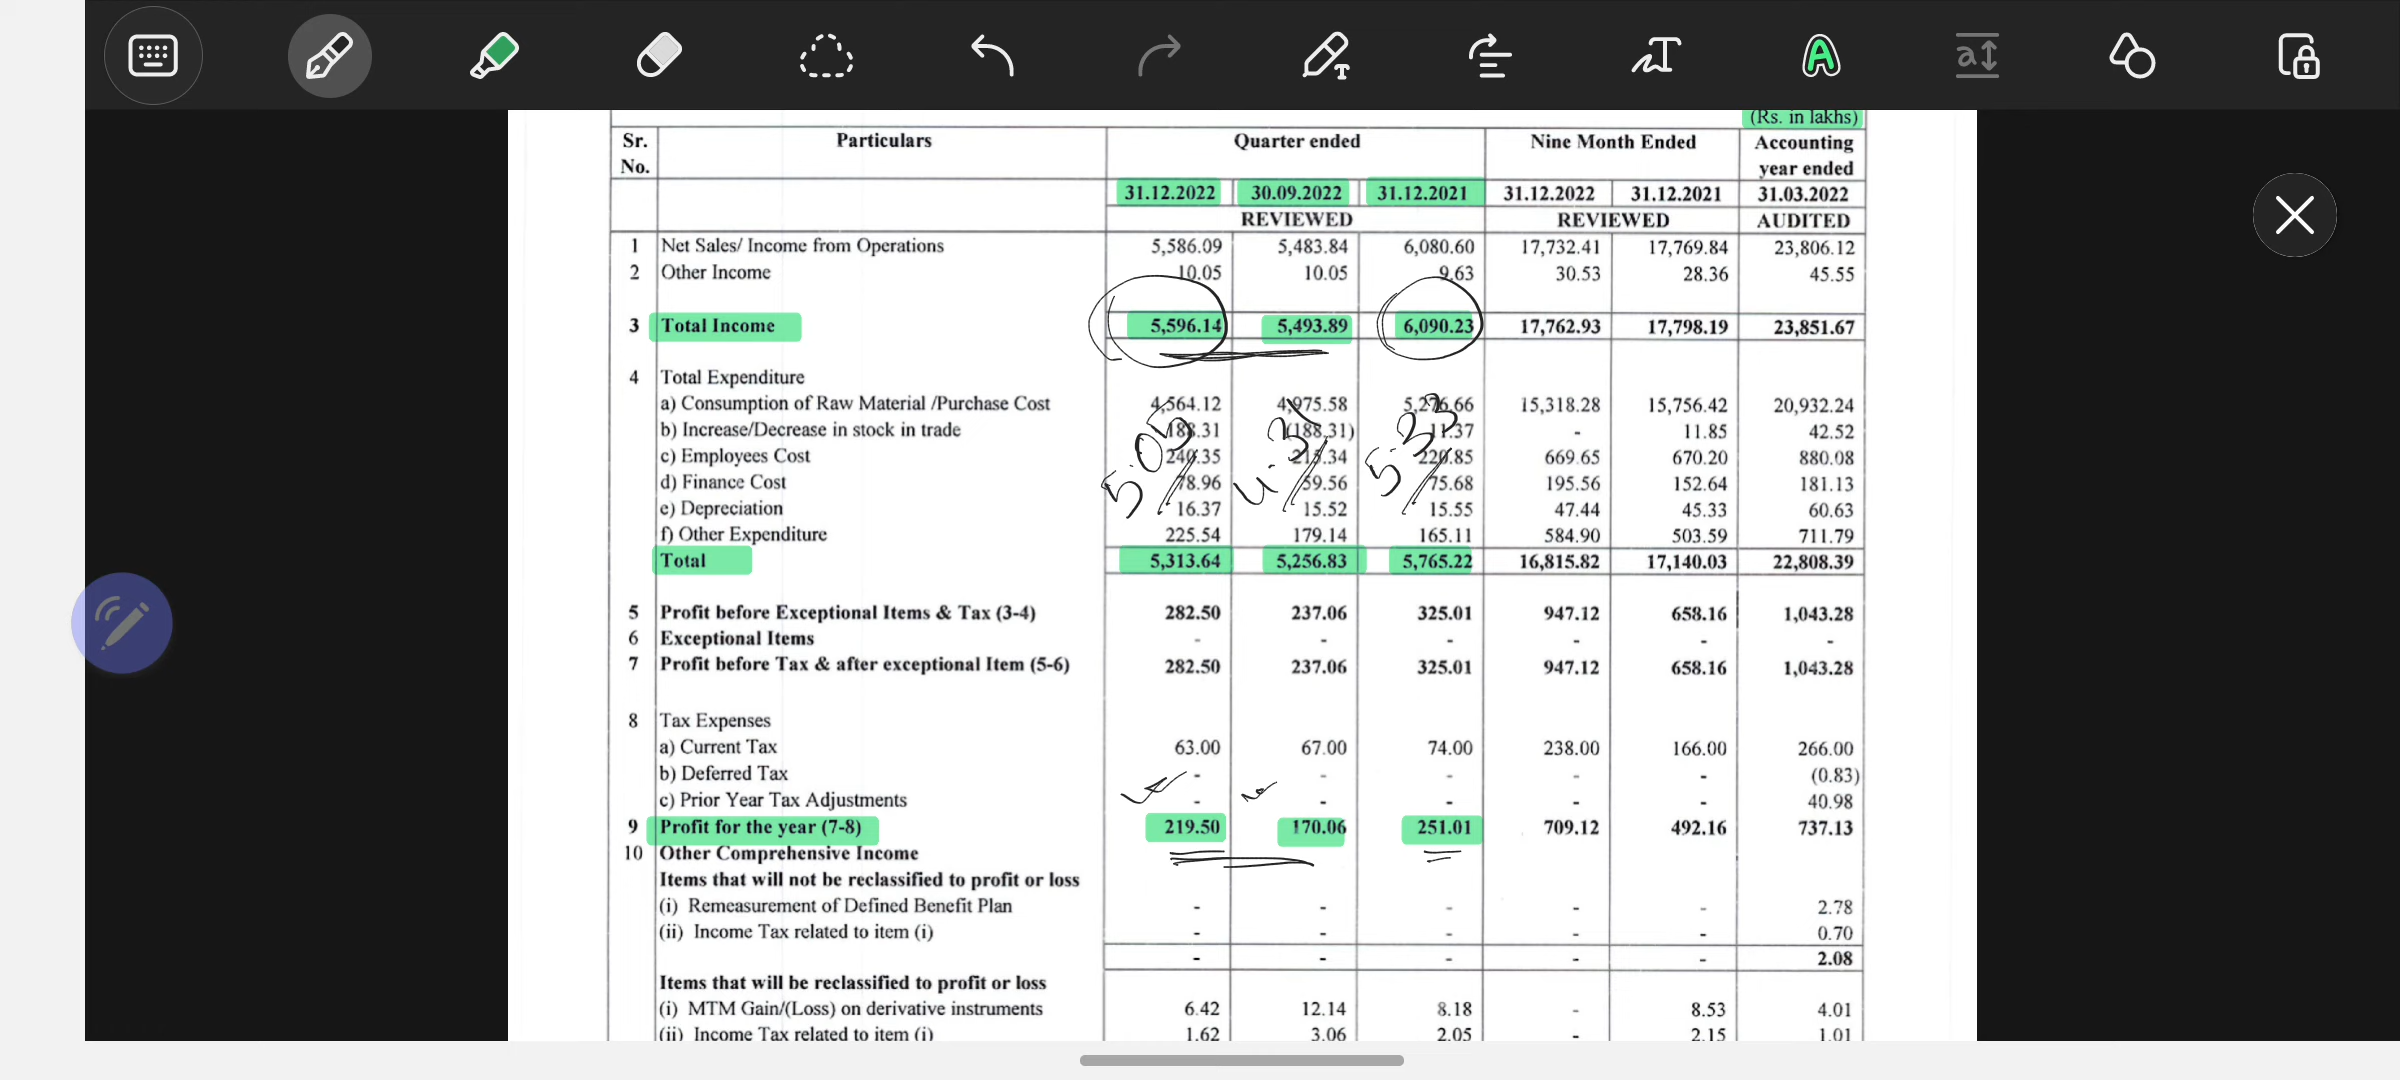 (Rs. in lakhs)
Sr. No. Particulars Quarter ended Nine Month Ended Accounting year ended
31.12.2022 30.09.2022 31.12.2021 31.12.2022 31.12.2021 31.03.2022
REVIEWED REVIEWED AUDITED
1 Net Sales/ Income from Operations 5,586.09 5,483.84 6,080.60 17,732.41 17,769.84 23,806.12
2 Other Income 10.05 10.05 9.63 30.53 28.36 45.55
3 Total Income 5,596.14 5,493.89 6,090.23 17,762.93 17,798.19 23,851.67
4 Total Expenditure
a) Consumption of Raw Material /Purchase Cost 4,564.12 4,975.58 5,276.66 15,318.28 15,756.42 20,932.24
b) Increase/Decrease in stock in trade 188.31 (188.31) 11.37 - 11.85 42.52
c) Employees Cost 240.35 215.34 220.85 669.65 670.20 880.08
d) Finance Cost 78.96 59.56 75.68 195.56 152.64 181.13
e) Depreciation 16.37 15.52 15.55 47.44 45.33 60.63
f) Other Expenditure 225.54 179.14 165.11 584.90 503.59 711.79
5.05/ 4.31/ 5.33/
Total 5,313.64 5,256.83 5,765.22 16,815.82 17,140.03 22,808.39
5 Profit before Exceptional Items & Tax (3-4) 282.50 237.06 325.01 947.12 658.16 1,043.28
6 Exceptional Items - - - - - -
7 Profit before Tax & after exceptional Item (5-6) 282.50 237.06 325.01 947.12 658.16 1,043.28
8 Tax Expenses
a) Current Tax 63.00 67.00 74.00 238.00 166.00 266.00
b) Deferred Tax - - - - - (0.83)
c) Prior Year Tax Adjustments - - - - - 40.98
9 Profit for the year (7-8) 219.50 170.06 251.01 709.12 492.16 737.13
10 Other Comprehensive Income
Items that will not be reclassified to profit or loss
(i) Remeasurement of Defined Benefit Plan - - - - - 2.78
(ii) Income Tax related to item (i) - - - - - 0.70
- - - - - 2.08
Items that will be reclassified to profit or loss
(i) MTM Gain/(Loss) on derivative instruments 6.42 12.14 8.18 - 8.53 4.01
(ii) Income Tax related to item (i) 1.62 3.06 2.05 - 2.15 1.01